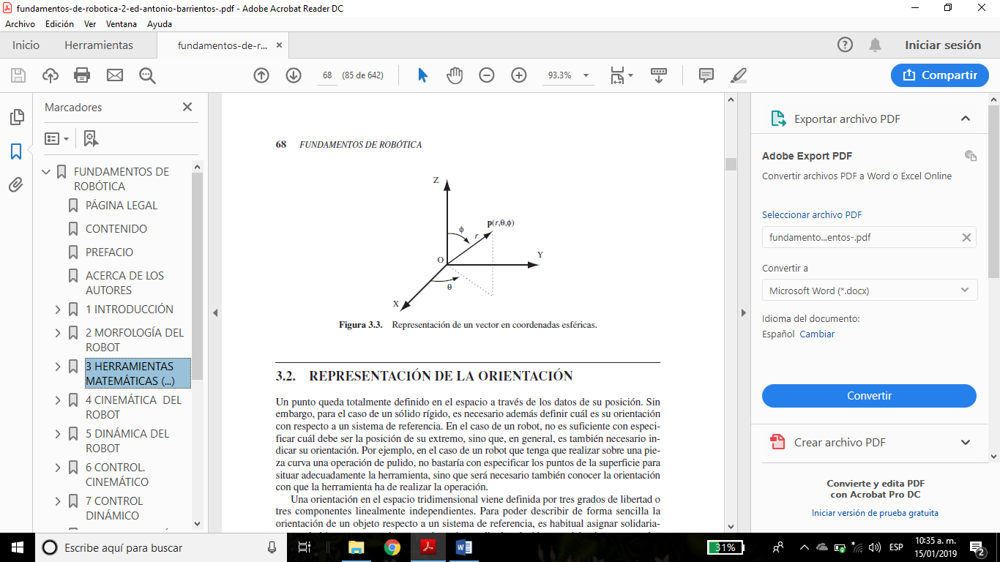 fundamentos-de-robotica-2-ed-antonio-barrientos-.pdf - Adobe Acrobat Reader DC
Archivo Edición Ver Ventana Ayuda
Inicio Herramientas fundamentos-de-r... ×
Iniciar sesión
68 (85 de 642) 93.3%
Compartir
Marcadores
FUNDAMENTOS DE
ROBÓTICA
PÁGINA LEGAL
CONTENIDO
PREFACIO
ACERCA DE LOS
AUTORES
1 INTRODUCCIÓN
2 MORFOLOGÍA DEL
ROBOT
3 HERRAMIENTAS
MATEMÁTICAS (...)
4 CINEMÁTICA DEL
ROBOT
5 DINÁMICA DEL
ROBOT
6 CONTROL.
CINEMÁTICO
7 CONTROL
DINÁMICO
68 FUNDAMENTOS DE ROBÓTICA
Z
p(r,θ,ϕ)
ϕ
r
Y
O
θ
X
Figura 3.3. Representación de un vector en coordenadas esféricas.
3.2. REPRESENTACIÓN DE LA ORIENTACIÓN
Un punto queda totalmente definido en el espacio a través de los datos de su posición. Sin
embargo, para el caso de un sólido rígido, es necesario además definir cuál es su orientación
con respecto a un sistema de referencia. En el caso de un robot, no es suficiente con especi-
ficar cuál debe ser la posición de su extremo, sino que, en general, es también necesario in-
dicar su orientación. Por ejemplo, en el caso de un robot que tenga que realizar sobre una pie-
za curva una operación de pulido, no bastaría con especificar los puntos de la superficie para
situar adecuadamente la herramienta, sino que será necesario también conocer la orientación
con que la herramienta ha de realizar la operación.
Una orientación en el espacio tridimensional viene definida por tres grados de libertad o
tres componentes linealmente independientes. Para poder describir de forma sencilla la
orientación de un objeto respecto a un sistema de referencia, es habitual asignar solidaria-
Exportar archivo PDF
Adobe Export PDF
Convertir archivos PDF a Word o Excel Online
Seleccionar archivo PDF
fundamento...entos-.pdf
Convertir a
Microsoft Word (*.docx)
Idioma del documento:
Español Cambiar
Convertir
Crear archivo PDF
Convierte y edita PDF
con Acrobat Pro DC
Iniciar versión de prueba gratuita
Escribe aquí para buscar
31%
ESP
10:35 a. m.
15/01/2019
2